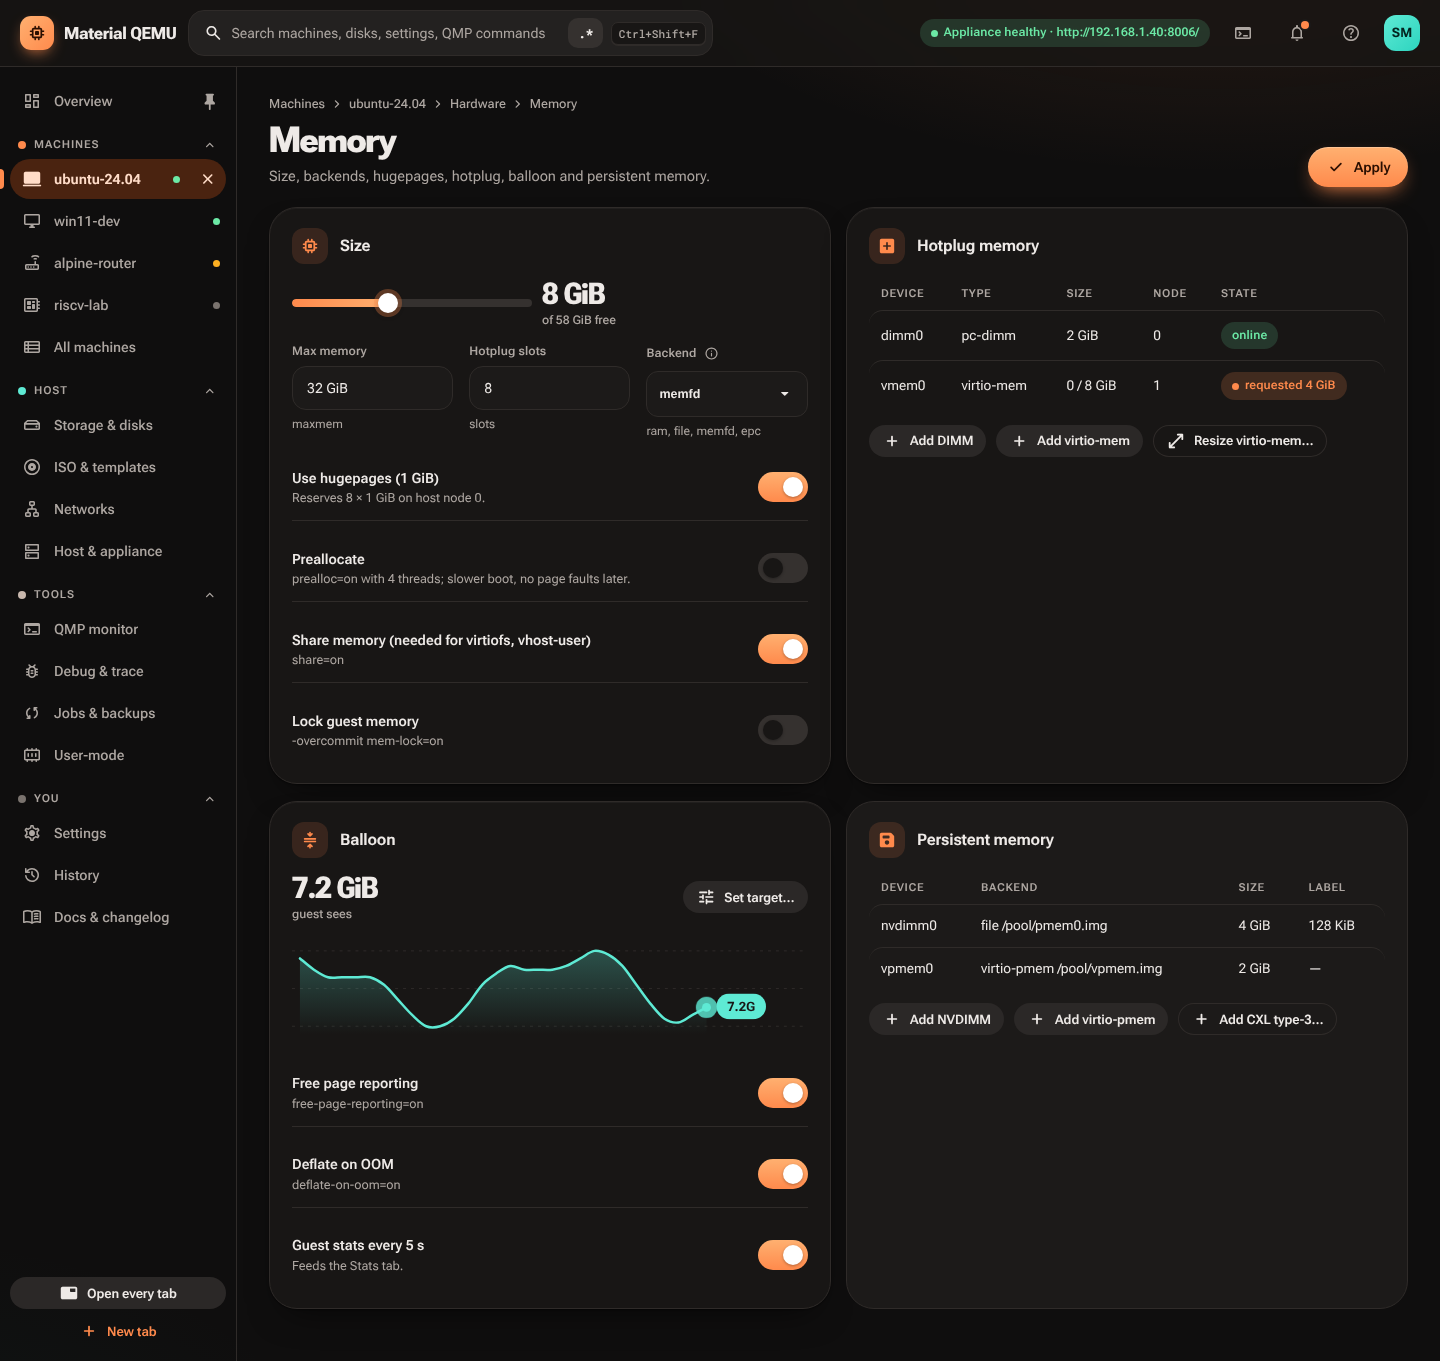 Material QEMU
Search machines, disks, settings, QMP commands
.*
Ctrl+Shift+F
Appliance healthy · http://192.168.1.40:8006/
SM
Overview
MACHINES
ubuntu-24.04
win11-dev
alpine-router
riscv-lab
All machines
HOST
Storage & disks
ISO & templates
Networks
Host & appliance
TOOLS
QMP monitor
Debug & trace
Jobs & backups
User-mode
YOU
Settings
History
Docs & changelog
Open every tab
New tab
Machines > ubuntu-24.04 > Hardware > Memory
Memory
Size, backends, hugepages, hotplug, balloon and persistent memory.
Apply
Size
8 GiB
of 58 GiB free
Max memory
32 GiB
maxmem
Hotplug slots
8
slots
Backend
memfd
ram, file, memfd, epc
Use hugepages (1 GiB)
Reserves 8 × 1 GiB on host node 0.
Preallocate
prealloc=on with 4 threads; slower boot, no page faults later.
Share memory (needed for virtiofs, vhost-user)
share=on
Lock guest memory
-overcommit mem-lock=on
Hotplug memory
DEVICE TYPE SIZE NODE STATE
dimm0 pc-dimm 2 GiB 0 online
vmem0 virtio-mem 0 / 8 GiB 1 requested 4 GiB
Add DIMM
Add virtio-mem
Resize virtio-mem...
Balloon
7.2 GiB
guest sees
Set target...
7.2G
Free page reporting
free-page-reporting=on
Deflate on OOM
deflate-on-oom=on
Guest stats every 5 s
Feeds the Stats tab.
Persistent memory
DEVICE BACKEND SIZE LABEL
nvdimm0 file /pool/pmem0.img 4 GiB 128 KiB
vpmem0 virtio-pmem /pool/vpmem.img 2 GiB —
Add NVDIMM
Add virtio-pmem
Add CXL type-3...